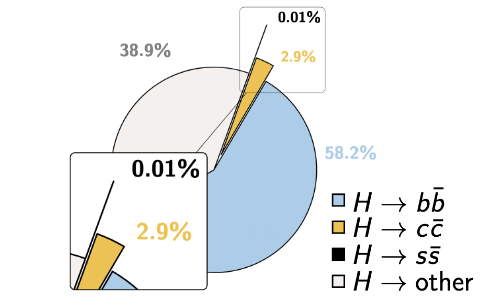 0.01%
38.9%
2.9%
58.2%
0.01%
2.9%
H → bb̄
H → cc̄
H → ss̄
H → other